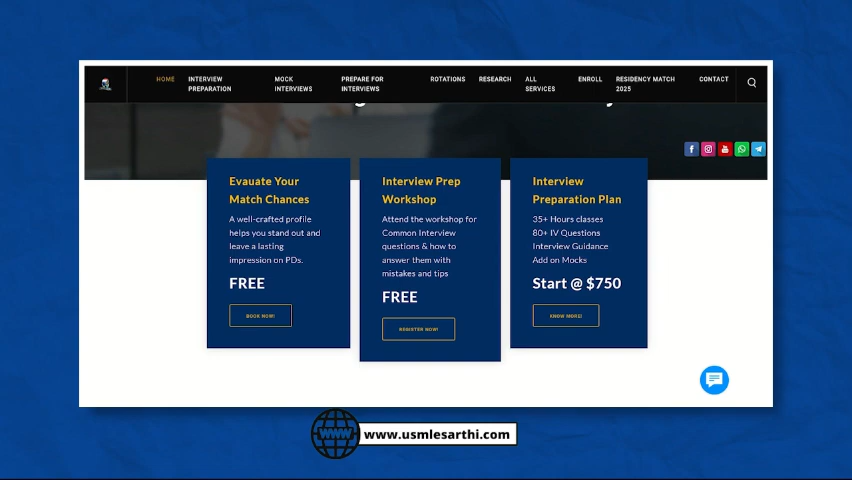 HOME
INTERVIEW
PREPARATION
MOCK
INTERVIEWS
PREPARE FOR
INTERVIEWS
ROTATIONS
RESEARCH
ALL
SERVICES
ENROLL
RESIDENCY MATCH
2025
CONTACT
Evauate Your
Match Chances
A well-crafted profile
helps you stand out and
leave a lasting
impression on PDs.
FREE
BOOK NOW!
Interview Prep
Workshop
Attend the workshop for
Common Interview
questions & how to
answer them with
mistakes and tips
FREE
REGISTER NOW!
Interview
Preparation Plan
35+ Hours classes
80+ IV Questions
Interview Guidance
Add on Mocks
Start @ $750
KNOW MORE!
WWW
www.usmlesarthi.com